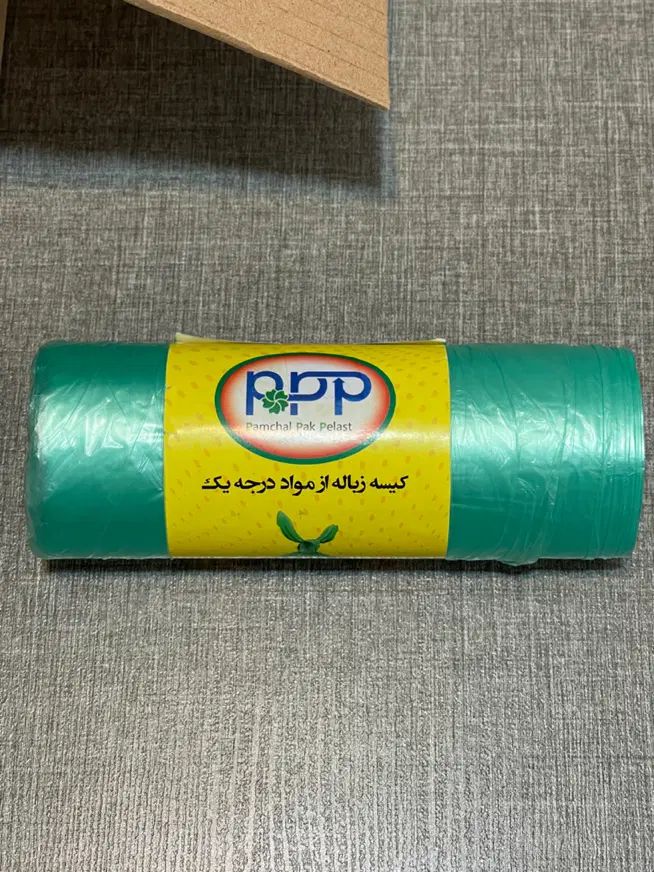 ppp
Pamchal Pak Pelast
کیسه زباله از مواد درجه یک